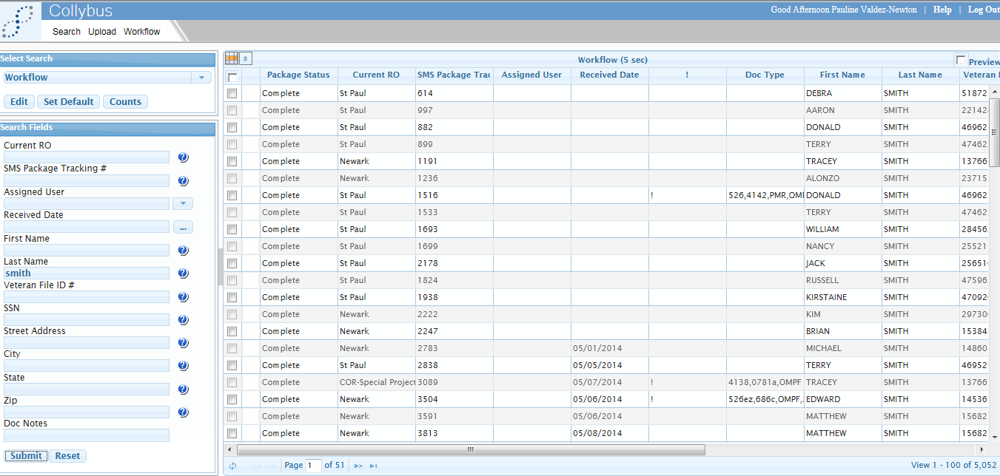 Collybus
Good Afternoon Pauline Valdez-Newton | Help | Log Out
Search Upload Workflow
Select Search
Workflow
Edit Set Default Counts
Search Fields
Current RO
SMS Package Tracking #
Assigned User
Received Date
...
First Name
Last Name
smith
Veteran File ID #
SSN
Street Address
City
State
Zip
Doc Notes
Submit Reset
Workflow (5 sec)
Preview
Package Status Current RO SMS Package Trac Assigned User Received Date ! Doc Type First Name Last Name Veteran
Complete St Paul 614 DEBRA SMITH 51872
Complete St Paul 997 AARON SMITH 22142
Complete St Paul 882 DONALD SMITH 46962
Complete St Paul 899 TERRY SMITH 47462
Complete Newark 1191 TRACEY SMITH 13766
Complete Newark 1236 ALONZO SMITH 23715
Complete St Paul 1516 ! 526,4142,PMR,OMP DONALD SMITH 46962
Complete St Paul 1533 TERRY SMITH 47462
Complete St Paul 1693 WILLIAM SMITH 28456
Complete St Paul 1699 NANCY SMITH 25521
Complete St Paul 2178 JACK SMITH 25651
Complete St Paul 1824 RUSSELL SMITH 47596
Complete St Paul 1938 KIRSTAINE SMITH 47092
Complete Newark 2222 KIM SMITH 29730
Complete Newark 2247 BRIAN SMITH 15384
Complete Newark 2783 05/01/2014 MICHAEL SMITH 14860
Complete St Paul 2838 05/05/2014 TERRY SMITH 46952
Complete COR-Special Project 3089 05/07/2014 ! 4138,0781a,OMPF TRACEY SMITH 13766
Complete Newark 3504 05/06/2014 ! 526ez,686c,OMPF, EDWARD SMITH 14536
Complete Newark 3591 05/06/2014 MATTHEW SMITH 15682
Complete Newark 3813 05/08/2014 MATTHEW SMITH 15682
Page 1 of 51
View 1 - 100 of 5,052